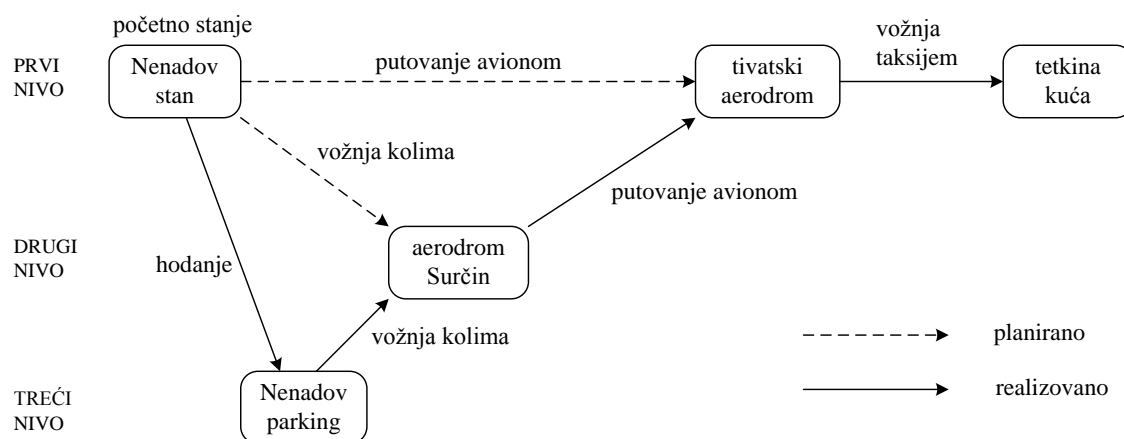 početno stanje
PRVI
NIVO
Nenadov
stan
putovanje avionom
tivatski
aerodrom
vožnja
taksijem
tetkina
kuća
vožnja kolima
putovanje avionom
DRUGI
NIVO
hodanje
aerodrom
Surčin
vožnja kolima
planirano
TREĆI
NIVO
Nenadov
parking
realizovano